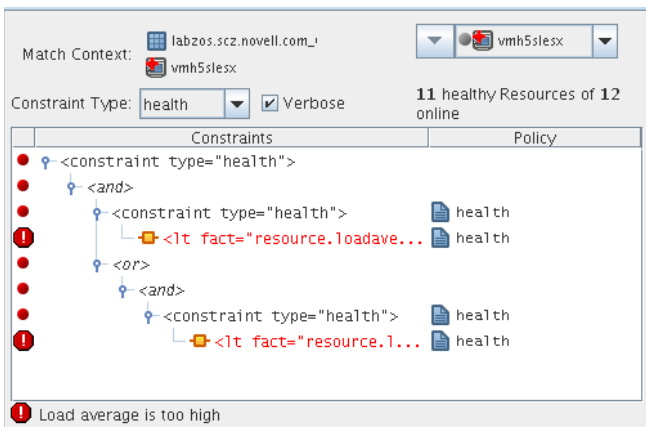 Match Context:
labzos.scz.novell.com_
vmh5slesx
vmh5slesx
Constraint Type: health Verbose
11 healthy Resources of 12
online
Constraints Policy
<constraint type="health">
<and>
<constraint type="health"> health
<lt fact="resource.loadave... health
<or>
<and>
<constraint type="health"> health
<lt fact="resource.l... health
Load average is too high